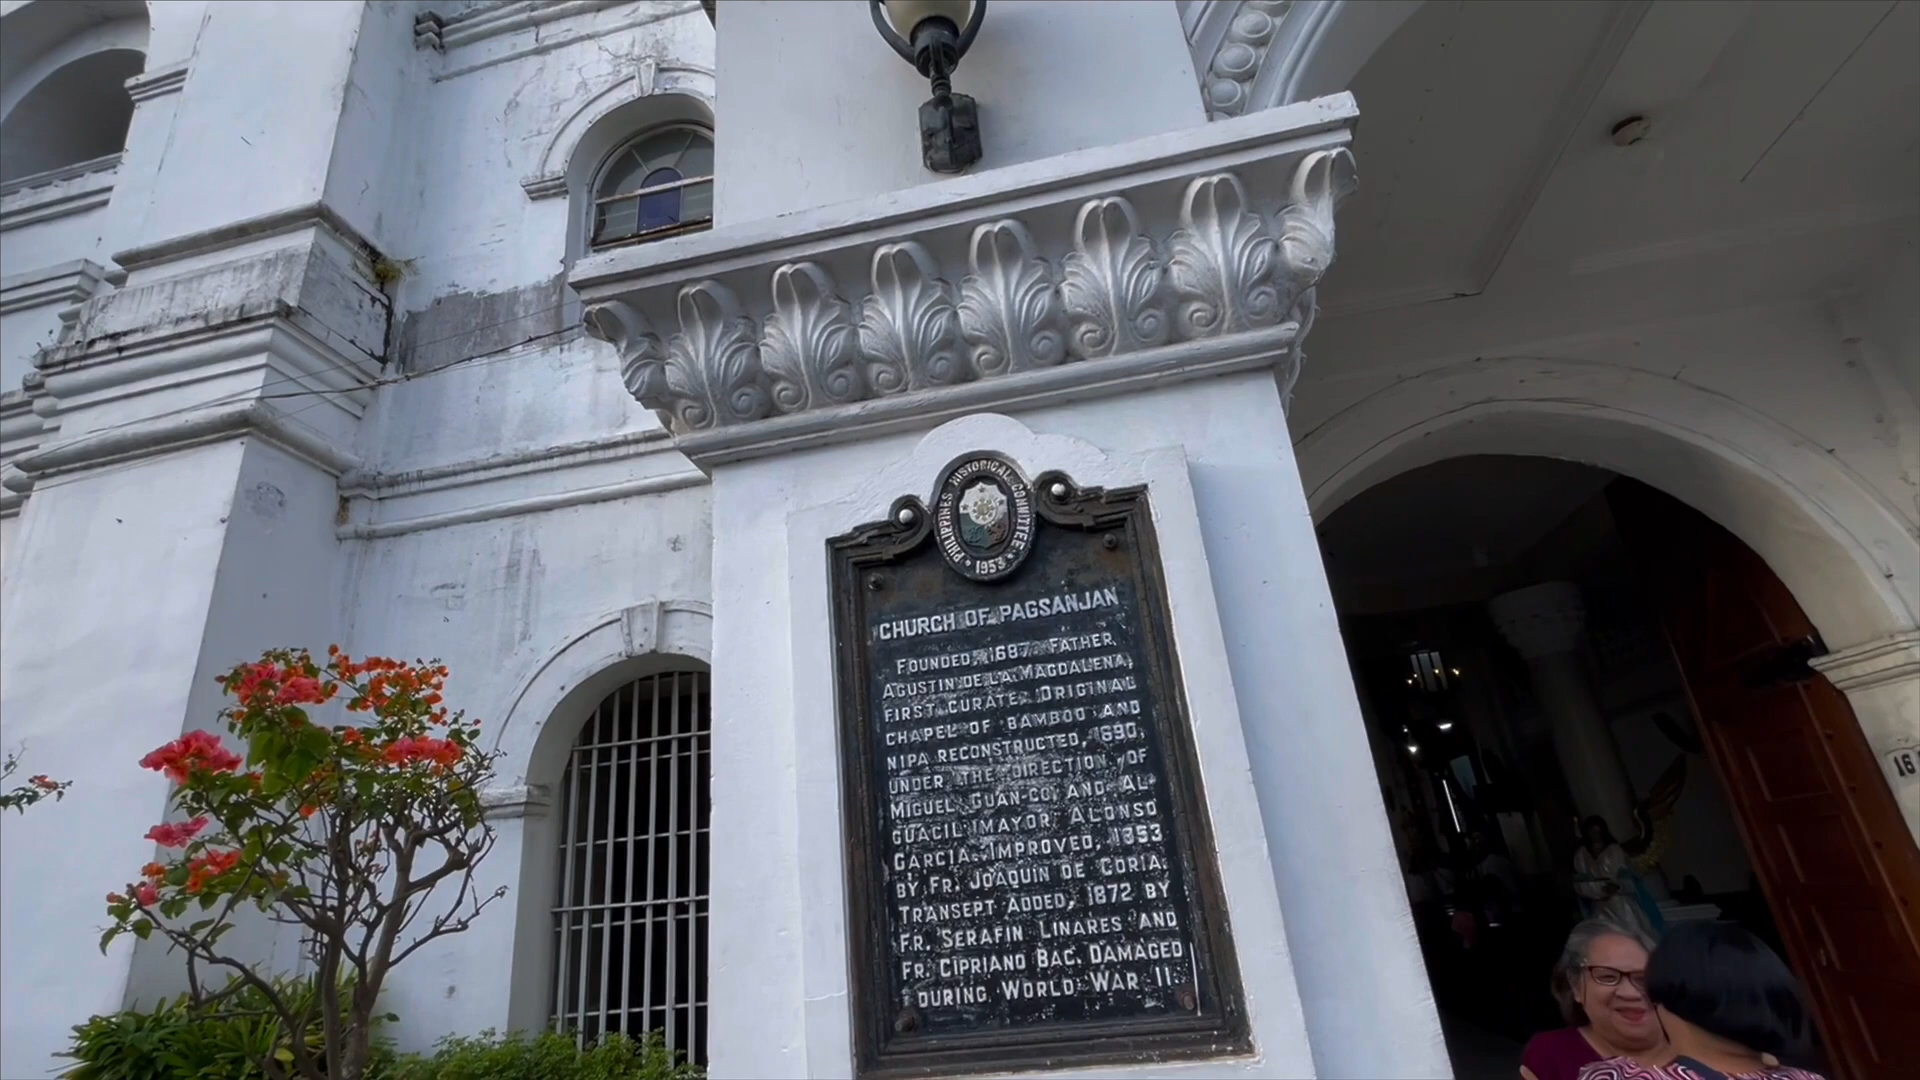 PHILIPPINES HISTORICAL COMMITTEE
1953
CHURCH OF PAGSANJAN
FOUNDED, 1687. FATHER
AGUSTIN DE LA MAGDALENA,
FIRST CURATE. ORIGINAL
CHAPEL OF BAMBOO AND
NIPA RECONSTRUCTED 1690,
UNDER THE DIRECTION OF
MIGUEL GUAN-CO AND AL-
GUACIL MAYOR ALONSO
GARCIA. IMPROVED, 1853
BY FR. JOAQUIN DE CORIA.
TRANSEPT ADDED, 1872 BY
FR. SERAFIN LINARES AND
FR. CIPRIANO BAC. DAMAGED
DURING WORLD WAR II.